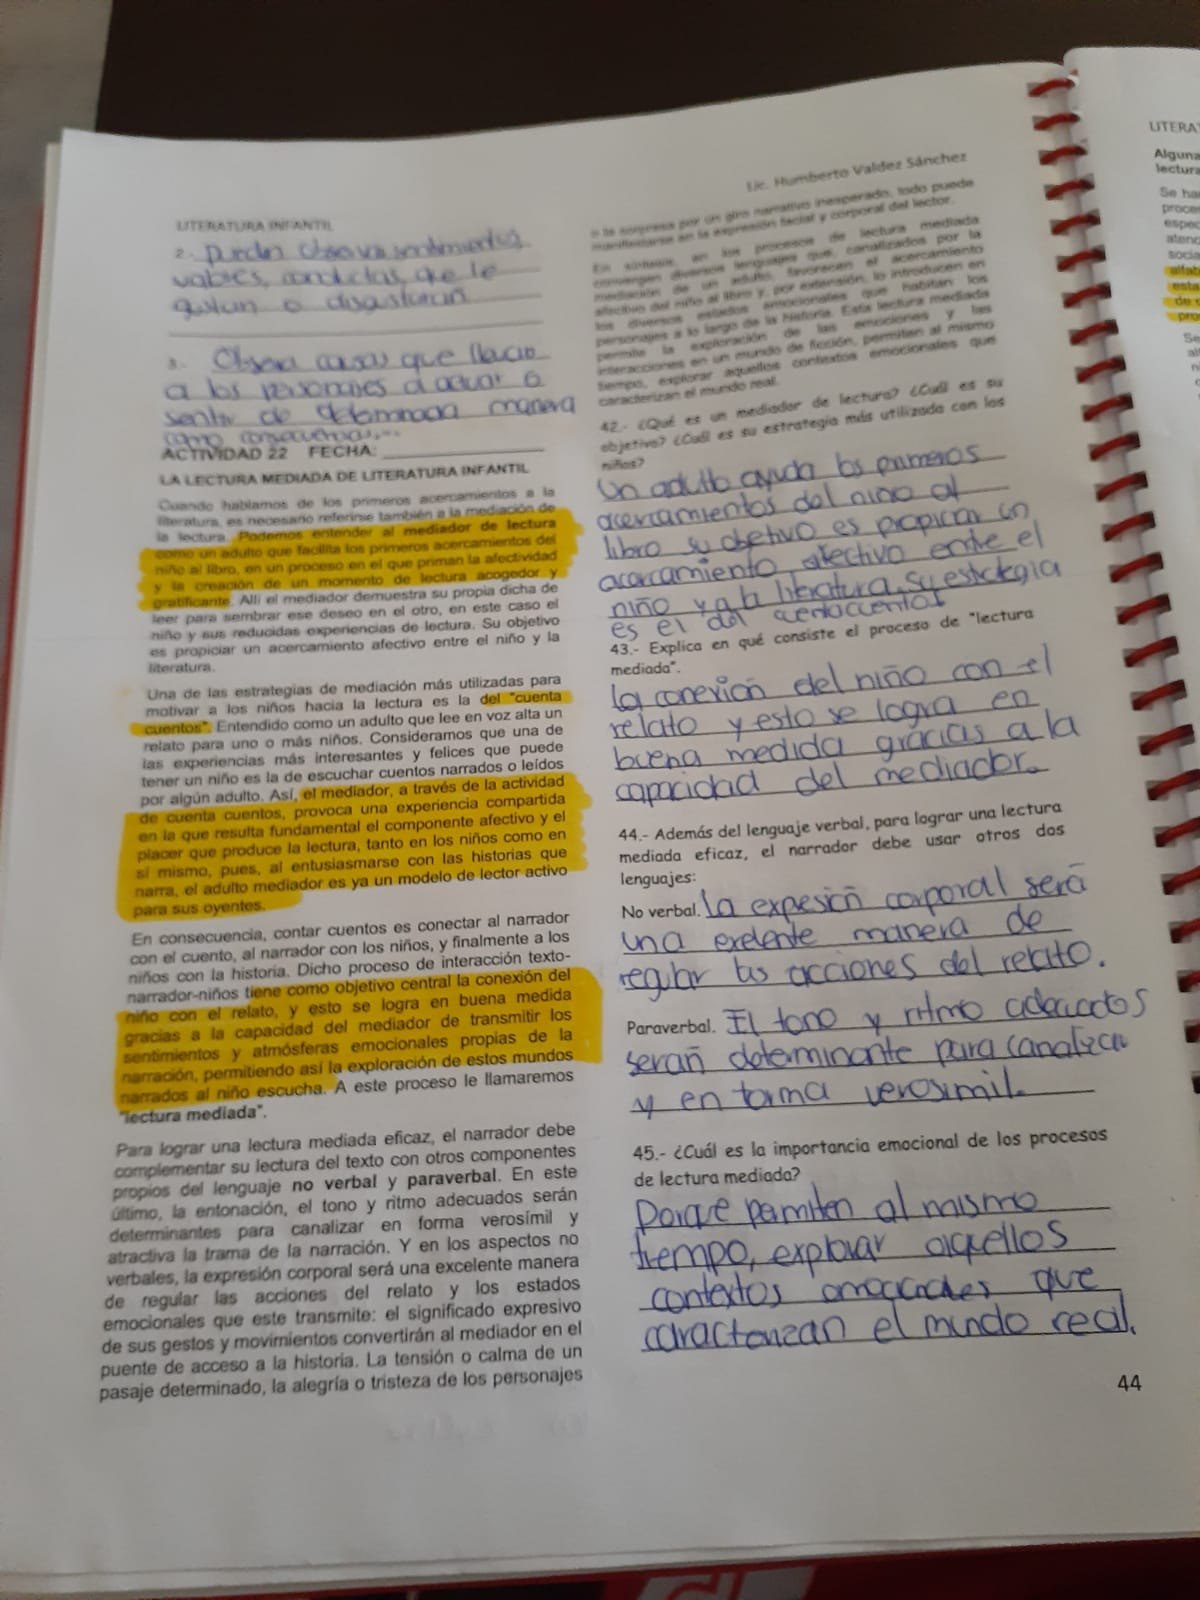 LITERATURA INFANTIL
2. Pueden observar sentimientos
valores, conductas, que le
gustan o disgustaran
3. Observa cosas que
a los personajes a actuar o
sentir de determinada manera
como consecuencia...
ACTIVIDAD 22 FECHA:
LA LECTURA MEDIADA DE LITERATURA INFANTIL
Cuando hablamos de los primeros acercamientos a la
literatura, es necesario referirse también a la mediación de
la lectura. Podemos entender al mediador de lectura
como un adulto que facilita los primeros acercamientos del
niño al libro, en un proceso en el que priman la afectividad
y la creación de un momento de lectura acogedor y
gratificante. Allí el mediador demuestra su propia dicha de
leer para sembrar ese deseo en el otro, en este caso el
niño y sus reducidas experiencias de lectura. Su objetivo
es propiciar un acercamiento afectivo entre el niño y la
literatura.
Una de las estrategias de mediación más utilizadas para
motivar a los niños hacia la lectura es la del "cuenta
cuentos". Entendido como un adulto que lee en voz alta un
relato para uno o más niños. Consideramos que una de
las experiencias más interesantes y felices que puede
tener un niño es la de escuchar cuentos narrados o leídos
por algún adulto. Así, el mediador, a través de la actividad
de cuenta cuentos, provoca una experiencia compartida
en la que resulta fundamental el componente afectivo y el
placer que produce la lectura, tanto en los niños como en
sí mismo, pues, al entusiasmarse con las historias que
narra, el adulto mediador es ya un modelo de lector activo
para sus oyentes.
En consecuencia, contar cuentos es conectar al narrador
con el cuento, al narrador con los niños, y finalmente a los
niños con la historia. Dicho proceso de interacción texto-
narrador-niños tiene como objetivo central la conexión del
niño con el relato, y esto se logra en buena medida
gracias a la capacidad del mediador de transmitir los
sentimientos y atmósferas emocionales propias de la
narración, permitiendo así la exploración de estos mundos
narrados al niño escucha. A este proceso le llamaremos
"lectura mediada".
Para lograr una lectura mediada eficaz, el narrador debe
complementar su lectura del texto con otros componentes
propios del lenguaje no verbal y paraverbal. En este
último, la entonación, el tono y ritmo adecuados serán
determinantes para canalizar en forma verosímil y
atractiva la trama de la narración. Y en los aspectos no
verbales, la expresión corporal será una excelente manera
de regular las acciones del relato y los estados
emocionales que este transmite: el significado expresivo
de sus gestos y movimientos convertirán al mediador en el
puente de acceso a la historia. La tensión o calma de un
pasaje determinado, la alegría o tristeza de los personajes
Lic. Humberto Valdez Sánchez
o la sorpresa por un giro narrativo inesperado, todo puede
manifestarse en la expresión facial y corporal del lector.
En síntesis, en los procesos de lectura mediada
convergen diversos lenguajes que, canalizados por la
mediación de un adulto, favorecen el acercamiento
afectivo del niño al libro y, por extensión, lo introducen en
los diversos estados emocionales que habitan los
personajes a lo largo de la historia. Esta lectura mediada
permite la exploración de las emociones y las
interacciones en un mundo de ficción, permiten al mismo
tiempo, explorar aquellos contextos emocionales que
caracterizan el mundo real.
42.- ¿Qué es un mediador de lectura? ¿Cuál es su
objetivo? ¿Cuál es su estrategia más utilizada con los
niños?
Un adulto ayuda los primeros
acercamientos del niño al
libro su objetivo es propiciar un
acorcamiento afectivo entre el
niño y a la literatura, su estrategia
es el del cuentacuentos
43.- Explica en qué consiste el proceso de "lectura
mediada".
la conexión del niño con el
relato y esto se logra en
buena medida gracias a la
capacidad del mediador.
44.- Además del lenguaje verbal, para lograr una lectura
mediada eficaz, el narrador debe usar otros dos
lenguajes:
No verbal. la expesión corporal será
una exelente manera de
regular las acciones del relato.
Paraverbal. El tono y ritmo adecuados
serañ determinante para canalizar
y en forma verosimil.
45.- ¿Cuál es la importancia emocional de los procesos
de lectura mediada?
Porque permiten al mismo
tiempo, explorar aquellos
contextos que
caracterizan el mundo real.
44
LITERA
Alguna
lectura
Se ha
proce
espec
atenc
socia
alfab
esta
de c
pro
Se
al